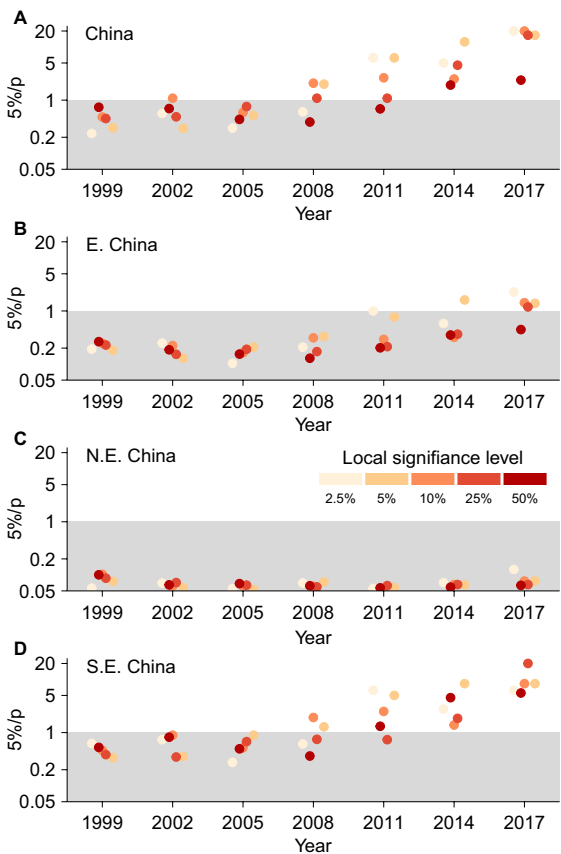 A
China
20
5
1
0.2
0.05
5%/p
1999 2002 2005 2008 2011 2014 2017
Year
B
E. China
20
5
1
0.2
0.05
5%/p
1999 2002 2005 2008 2011 2014 2017
Year
C
N.E. China
Local signifiance level
2.5% 5% 10% 25% 50%
20
5
1
0.2
0.05
5%/p
1999 2002 2005 2008 2011 2014 2017
Year
D
S.E. China
20
5
1
0.2
0.05
5%/p
1999 2002 2005 2008 2011 2014 2017
Year